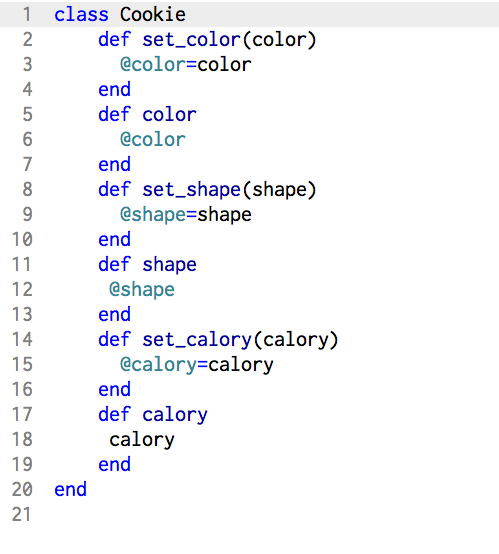 1 class Cookie
2     def set_color(color)
3       @color=color
4     end
5     def color
6       @color
7     end
8     def set_shape(shape)
9       @shape=shape
10     end
11     def shape
12      @shape
13     end
14     def set_calory(calory)
15       @calory=calory
16     end
17     def calory
18      calory
19     end
20 end
21